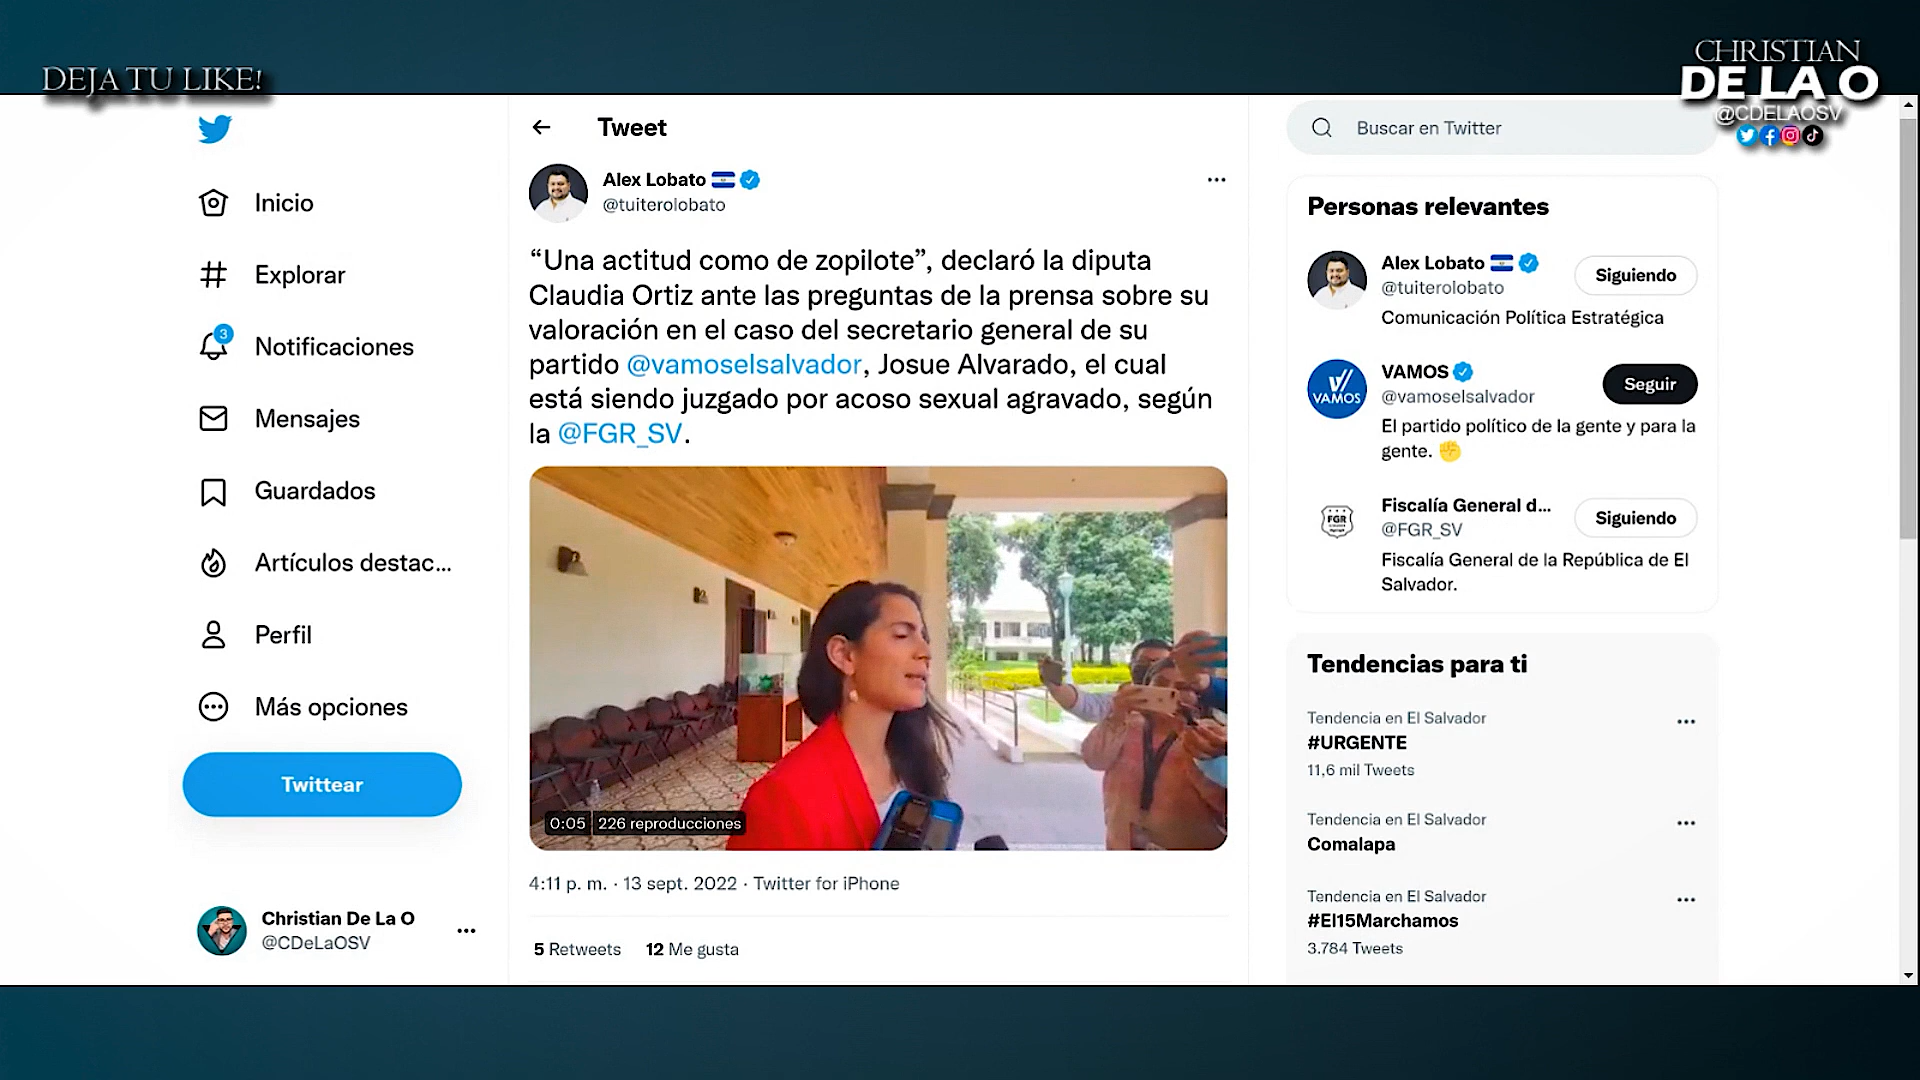 DEJA TU LIKE!
CHRISTIAN
DE LA O
@CDELAOSV
Inicio
Explorar
3
Notificaciones
Mensajes
Guardados
Artículos destac...
Perfil
Más opciones
Twittear
Christian De La O
@CDeLaOSV
Tweet
Alex Lobato
@tuiterolobato
“Una actitud como de zopilote”, declaró la diputa
Claudia Ortiz ante las preguntas de la prensa sobre su
valoración en el caso del secretario general de su
partido @vamoselsalvador, Josue Alvarado, el cual
está siendo juzgado por acoso sexual agravado, según
la @FGR_SV.
0:05 226 reproducciones
4:11 p. m. · 13 sept. 2022 · Twitter for iPhone
5 Retweets 12 Me gusta
Buscar en Twitter
Personas relevantes
Alex Lobato
@tuiterolobato
Siguiendo
Comunicación Política Estratégica
VAMOS
VAMOS
@vamoselsalvador
Seguir
El partido político de la gente y para la
gente. ✊
FGR
Fiscalía General d...
@FGR_SV
Siguiendo
Fiscalía General de la República de El
Salvador.
Tendencias para ti
Tendencia en El Salvador
#URGENTE
11,6 mil Tweets
Tendencia en El Salvador
Comalapa
Tendencia en El Salvador
#El15Marchamos
3.784 Tweets